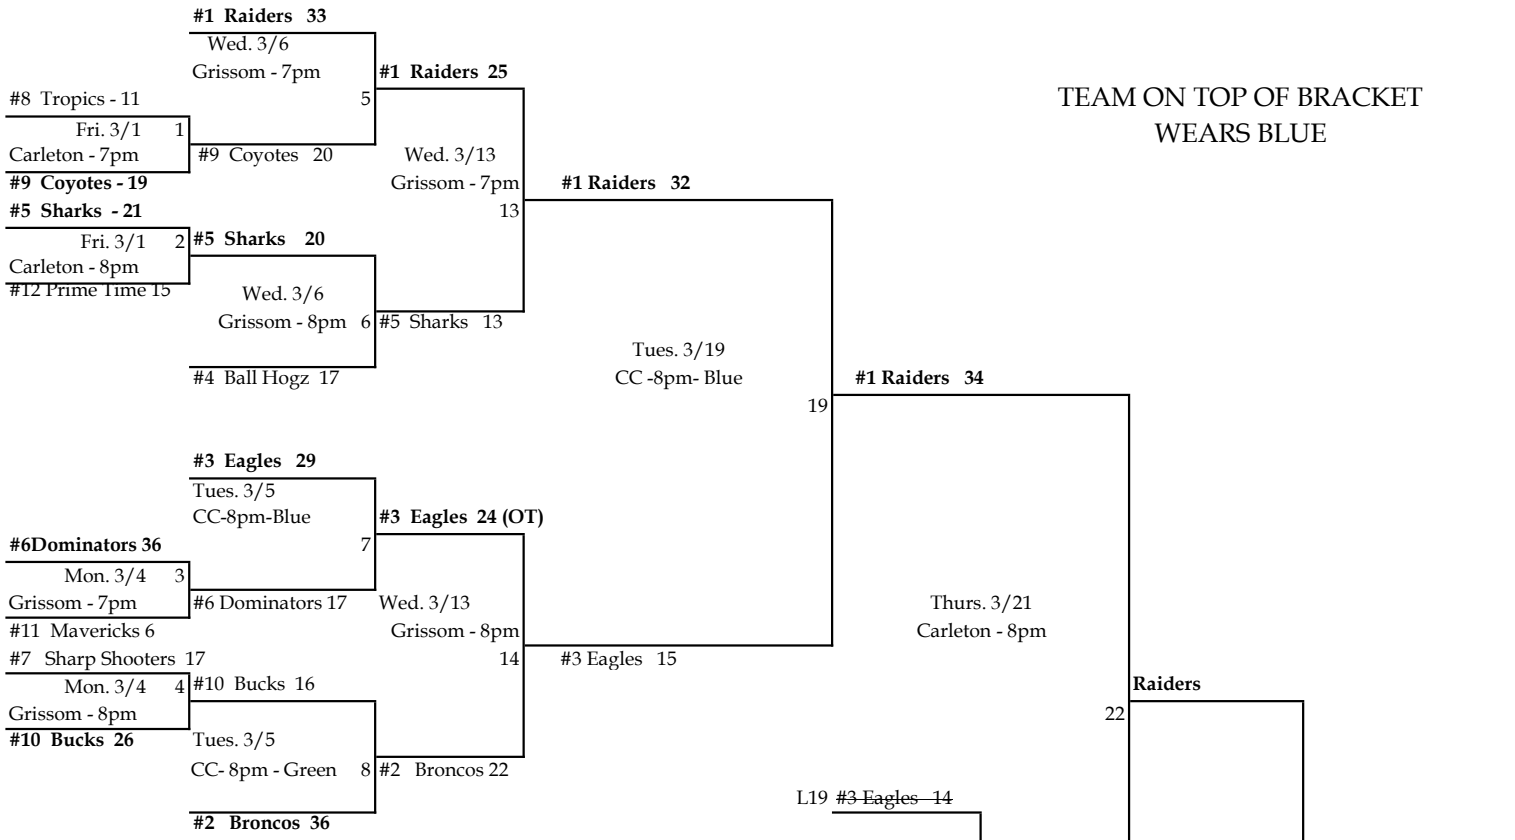 #1 Raiders 33
Wed. 3/6
Grissom - 7pm
#1 Raiders 25
TEAM ON TOP OF BRACKET
#8 Tropics - 11
5
Fri. 3/1 1
WEARS BLUE
Carleton - 7pm
#9 Coyotes 20
Wed. 3/13
#9 Coyotes - 19
Grissom - 7pm
#1 Raiders 32
#5 Sharks - 21
13
Fri. 3/1 2
#5 Sharks 20
Carleton - 8pm
#12 Prime Time 15
Wed. 3/6
Grissom - 8pm 6
#5 Sharks 13
Tues. 3/19
#4 Ball Hogz 17
CC -8pm- Blue
#1 Raiders 34
19
#3 Eagles 29
Tues. 3/5
CC-8pm-Blue
#3 Eagles 24 (OT)
#6Dominators 36
7
Mon. 3/4 3
Grissom - 7pm
#6 Dominators 17
Wed. 3/13
Thurs. 3/21
#11 Mavericks 6
Grissom - 8pm
Carleton - 8pm
#7 Sharp Shooters 17
14
#3 Eagles 15
Mon. 3/4 4
#10 Bucks 16
Raiders
Grissom - 8pm
22
#10 Bucks 26
Tues. 3/5
CC- 8pm - Green 8
#2 Broncos 22
L19 #3 Eagles 14
#2 Broncos 36